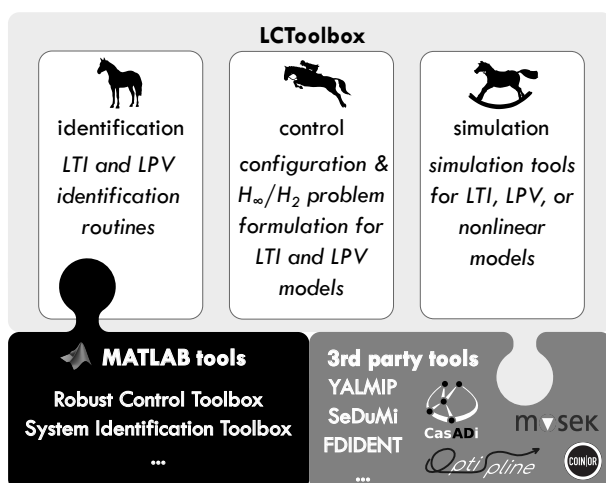 LCToolbox
identification
LTI and LPV
identification
routines
control
configuration &
H∞/H2 problem
formulation for
LTI and LPV
models
simulation
simulation tools
for LTI, LPV, or
nonlinear
models
MATLAB tools
Robust Control Toolbox
System Identification Toolbox
...
3rd party tools
YALMIP
SeDuMi
FDIDENT
...
CasADi
mosek
Optispline
COIN|OR